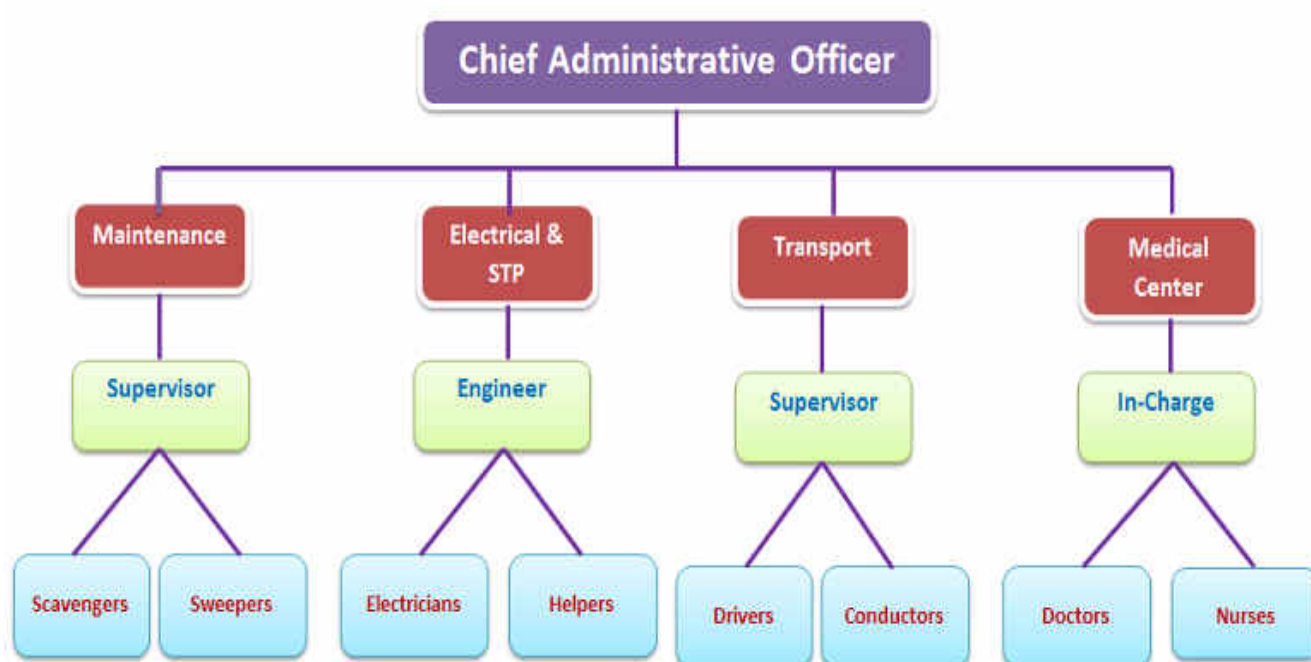 Chief Administrative Officer
Maintenance
Electrical &
STP
Transport
Medical
Center
Supervisor
Engineer
Supervisor
In-Charge
Scavengers
Sweepers
Electricians
Helpers
Drivers
Conductors
Doctors
Nurses